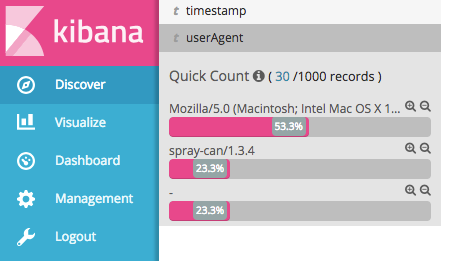 kibana
Discover
Visualize
Dashboard
Management
Logout
t timestamp
t userAgent
Quick Count ( 30 /1000 records )
Mozilla/5.0 (Macintosh; Intel Mac OS X 1...
53.3%
spray-can/1.3.4
23.3%
-
23.3%